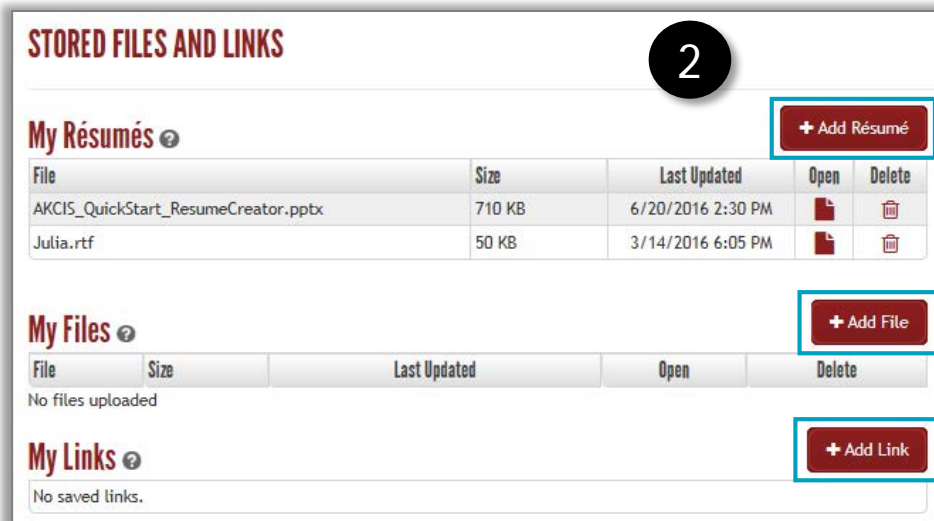 STORED FILES AND LINKS
2
My Résumés ?
+ Add Résumé
File Size Last Updated Open Delete
AKCIS_QuickStart_ResumeCreator.pptx 710 KB 6/20/2016 2:30 PM
Julia.rtf 50 KB 3/14/2016 6:05 PM
My Files ?
+ Add File
File Size Last Updated Open Delete
No files uploaded
My Links ?
+ Add Link
No saved links.